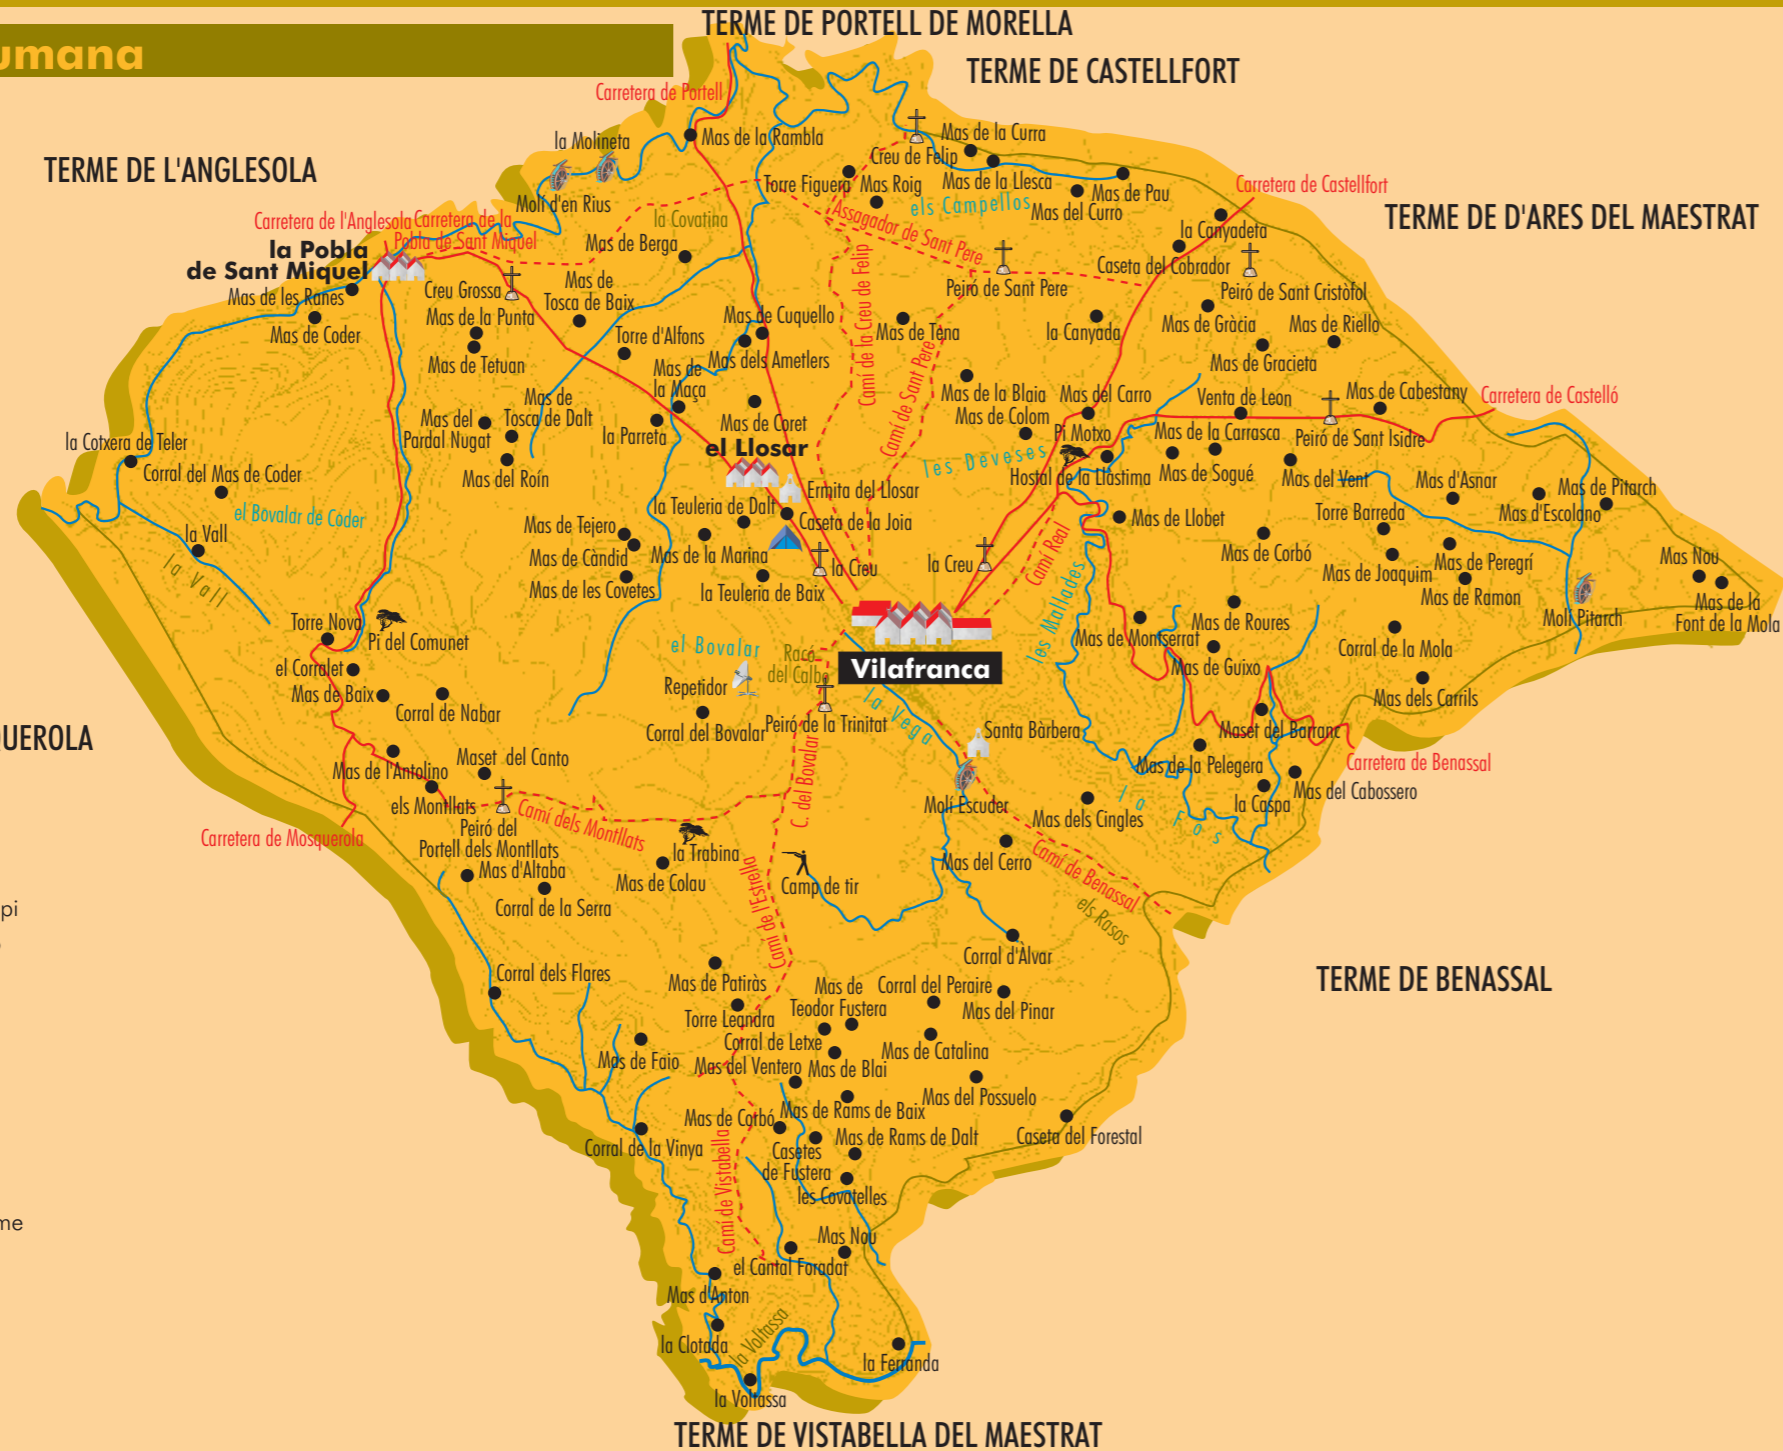 TERME DE PORTELL DE MORELLA
umana
TERME DE CASTELLFORT
Carretera de Portell
la Molineta
Mas de la Rambla
Mas de la Curra
Creu de Felip
TERME DE L'ANGLESOLA
Torre Figuera
Mas Roig
Mas de la Llesca
Mas de Pau
Carretera de Castellfort
Molí d'en Rius
els Campellos
Mas del Curro
TERME DE D'ARES DEL MAESTRAT
Carretera de l'Anglesola
Carretera de la
Pobla de Sant Miquel
la Covatina
Assagador de Sant Pere
la Canyadeta
la Pobla
de Sant Miquel
Mas de Berga
Caseta del Cobrador
Mas de les Ranes
Creu Grossa
Mas de
Tosca de Baix
Camí de la Creu de Felip
Peiró de Sant Pere
Peiró de Sant Cristòfol
Mas de Coder
Mas de la Punta
Torre d'Alfons
Mas de Cuquello
Mas de Tena
la Canyada
Mas de Gràcia
Mas de Riello
Mas de Tetuan
Mas de
la Maça
Mas dels Ametlers
Camí de Sant Pere
Mas de Gracieta
Mas de
Tosca de Dalt
Mas de la Blaia
Mas del Carro
Venta de Leon
Mas de Cabestany
Carretera de Castelló
Mas del
Pardal Nugat
la Parreta
Mas de Coret
Mas de Colom
Pi Motxo
Mas de la Carrasca
Peiró de Sant Isidre
la Cotxera de Teler
el Llosar
les Deveses
Corral del Mas de Coder
Mas del Roín
Ermita del Llosar
Hostal de la Llàstima
Mas de Sogué
Mas del Vent
Mas d'Asnar
Mas de Pitarch
el Bovalar de Coder
la Teuleria de Dalt
Caseta de la Joia
Mas de Llobet
Torre Barreda
Mas d'Escolano
la Vall
Mas de Tejero
Mas de Càndid
Mas de la Marina
la Creu
la Creu
Camí Real
Mas de Corbó
Mas de Peregrí
Mas Nou
la Vall
Mas de les Covetes
la Teuleria de Baix
Mas de Joaquim
Mas de Ramon
Mas de la
Font de la Mola
Torre Nova
Pi del Comunet
les Mallades
Mas de Montserrat
Mas de Roures
Molí Pitarch
el Bovalar
Racó
del Calbo
Vilafranca
Mas de Guixo
Corral de la Mola
el Corralet
Mas de Baix
Corral de Nabar
Repetidor
Mas dels Carrils
Corral del Bovalar
Peiró de la Trinitat
la Vega
Santa Bàrbera
Maset del Barranc
QUEROLA
Mas de l'Antolino
Maset del Canto
C. del Bovalar
Mas de la Pelegera
Carretera de Benassal
els Montllats
Molí Escuder
Mas dels Cingles
la Fos
la Caspa
Mas del Cabossero
Carretera de Mosquerola
Peiró del
Portell dels Montllats
Camí dels Montllats
la Trabina
Mas del Cerro
Camí de Benassal
Mas d'Altaba
Mas de Colau
Camp de tir
Corral de la Serra
Camí de l'Estrella
els Rasos
pi
Corral d'Àlvar
Corral dels Flares
Mas de Patiràs
Mas de
Teodor Fustera
Corral del Peraire
Mas del Pinar
TERME DE BENASSAL
Torre Leandra
Corral de Letxe
Mas de Catalina
Mas de Faio
Mas del Ventero
Mas de Blai
Mas del Possuelo
Mas de Corbó
Mas de Rams de Baix
Corral de la Vinya
Mas de Rams de Dalt
Caseta del Forestal
Casetes
de Fustera
les Covatelles
Camí de Vistabella
me
Mas Nou
el Cantal Foradat
Mas d'Anton
la Clotada
la Voltassa
la Ferranda
la Voltassa
TERME DE VISTABELLA DEL MAESTRAT